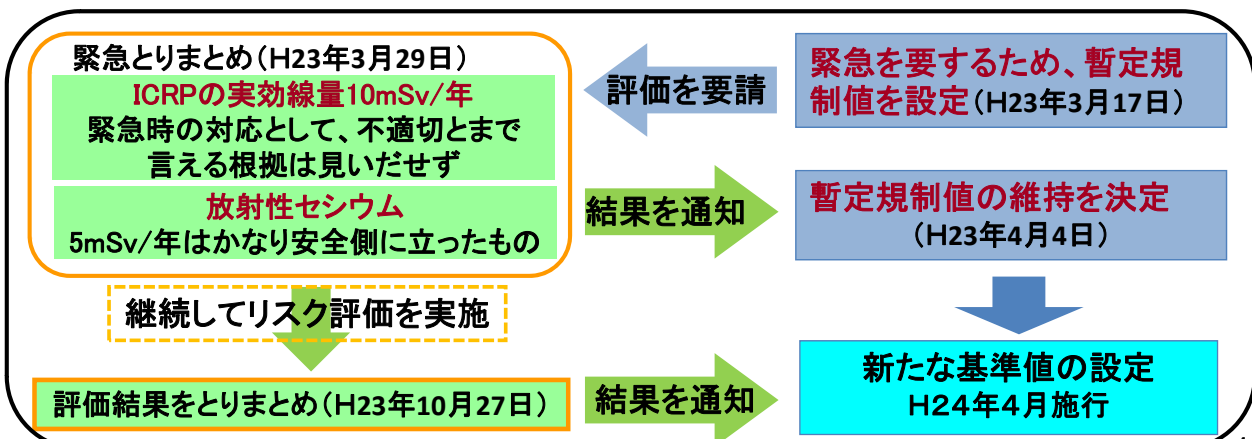 緊急とりまとめ(H23年3月29日)
ICRPの実効線量10mSv/年
緊急時の対応として、不適切とまで
言える根拠は見いだせず
放射性セシウム
5mSv/年はかなり安全側に立ったもの
評価を要請
緊急を要するため、暫定規
制値を設定(H23年3月17日)
結果を通知
暫定規制値の維持を決定
(H23年4月4日)
継続してリスク評価を実施
評価結果をとりまとめ(H23年10月27日)
結果を通知
新たな基準値の設定
H24年4月施行